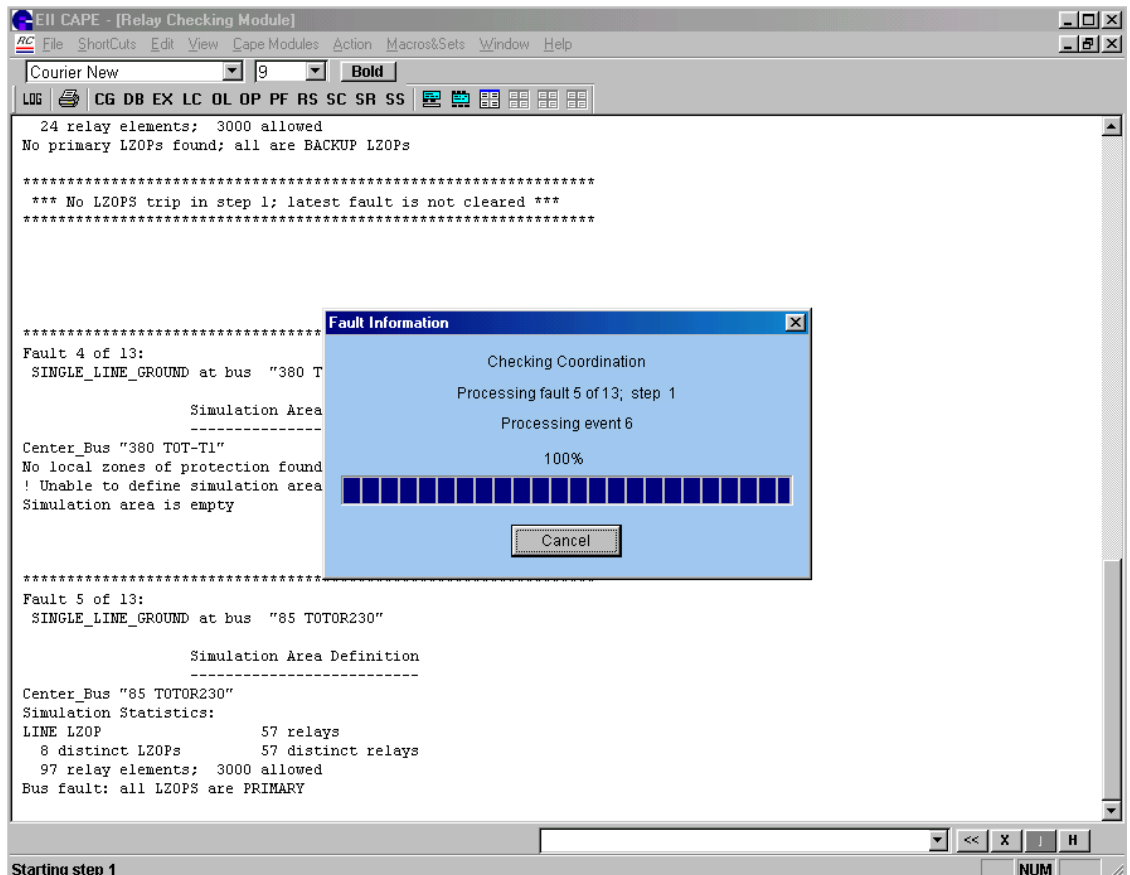 EII CAPE - [Relay Checking Module]
RC File ShortCuts Edit View Cape Modules Action Macros&Sets Window Help
Courier New 9 Bold
LOG CG DB EX LC OL OP PF RS SC SR SS
24 relay elements; 3000 allowed
No primary LZOPs found; all are BACKUP LZOPs
*****************************************************************
*** No LZOPS trip in step 1; latest fault is not cleared ***
*****************************************************************
**********************************
Fault 4 of 13:
SINGLE_LINE_GROUND at bus "380 T
Simulation Area
---------------
Center_Bus "380 TOT-T1"
No local zones of protection found
! Unable to define simulation area
Simulation area is empty
Fault Information
Checking Coordination
Processing fault 5 of 13; step 1
Processing event 6
100%
Cancel
*****************************************************************
Fault 5 of 13:
SINGLE_LINE_GROUND at bus "85 TOTOR230"
Simulation Area Definition
--------------------------
Center_Bus "85 TOTOR230"
Simulation Statistics:
LINE LZOP 57 relays
8 distinct LZOPs 57 distinct relays
97 relay elements; 3000 allowed
Bus fault: all LZOPS are PRIMARY
<< X J H
Starting step 1 NUM